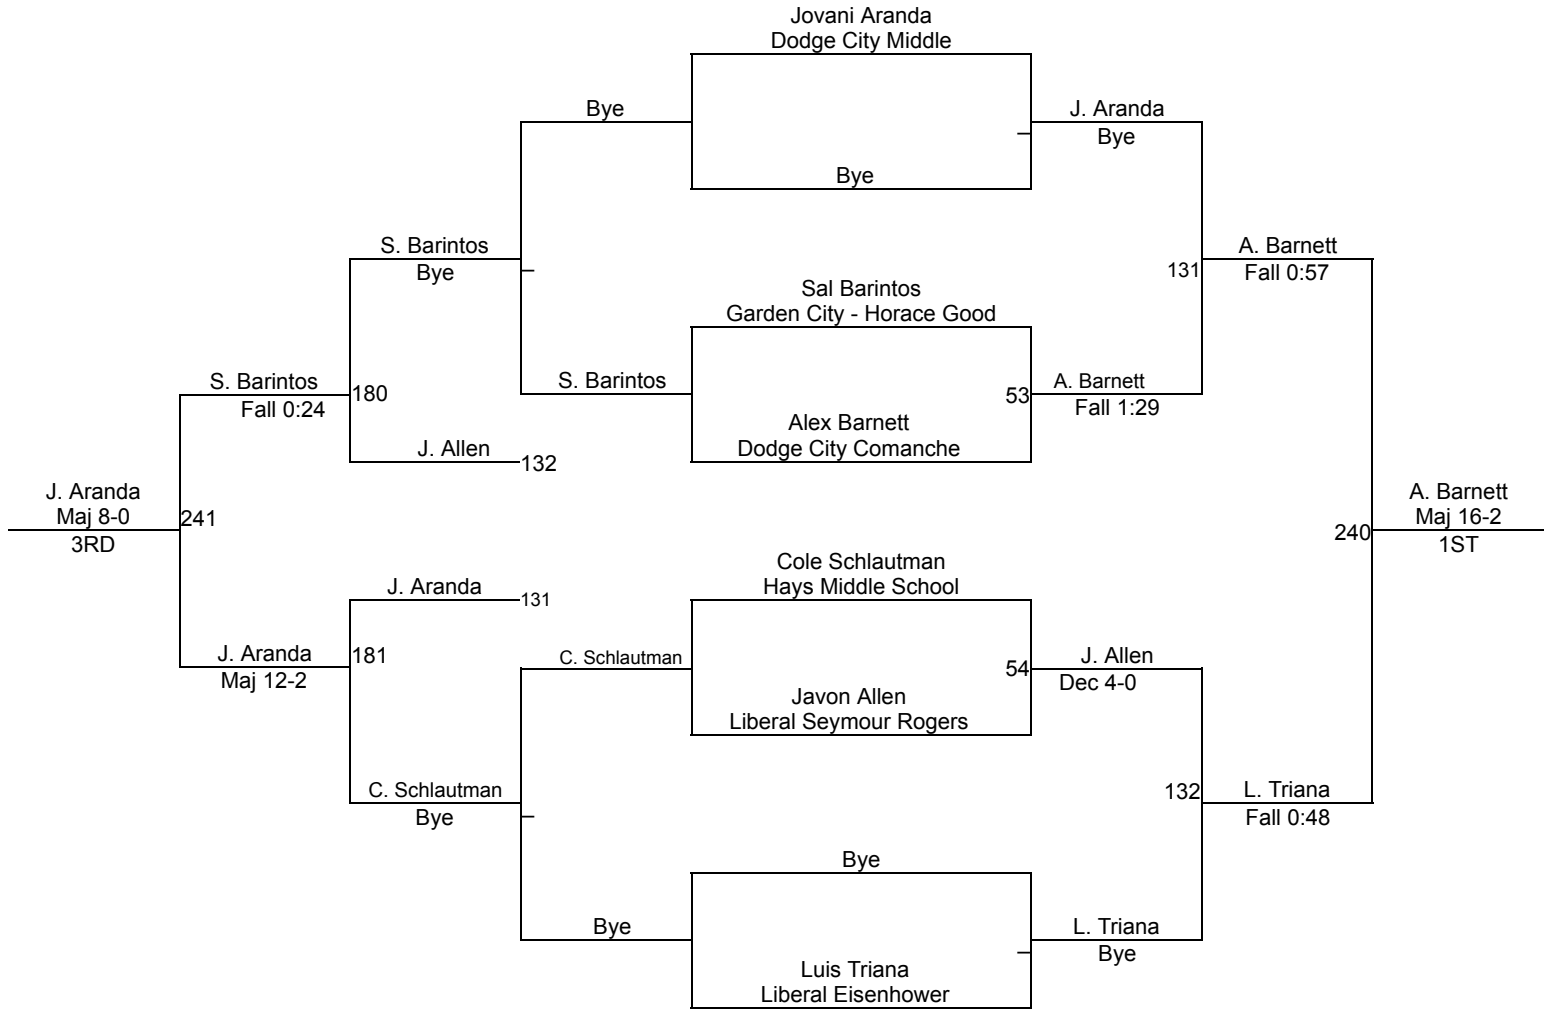 Jovani Aranda
Dodge City Middle
Bye
J. Aranda
Bye
Bye
S. Barintos
Bye
A. Barnett
Fall 0:57
131
Sal Barintos
Garden City - Horace Good
S. Barintos
Fall 0:24
180
S. Barintos
53
A. Barnett
Fall 1:29
Alex Barnett
Dodge City Comanche
J. Allen
132
J. Aranda
Maj 8-0
3RD
241
A. Barnett
Maj 16-2
1ST
240
Cole Schlautman
Hays Middle School
J. Aranda
131
J. Aranda
Maj 12-2
181
C. Schlautman
54
J. Allen
Dec 4-0
Javon Allen
Liberal Seymour Rogers
C. Schlautman
Bye
132
L. Triana
Fall 0:48
Bye
Bye
L. Triana
Bye
Luis Triana
Liberal Eisenhower